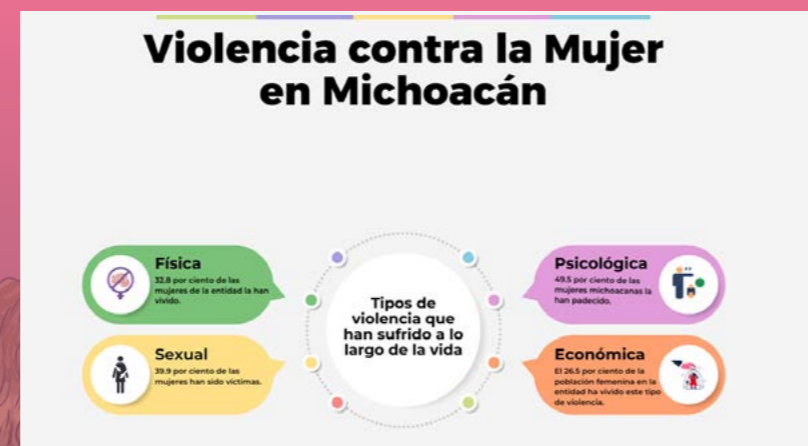 Violencia contra la Mujer
en Michoacán
Física
32.8 por ciento de las
mujeres de la entidad la han
vivido.
Sexual
39.9 por ciento de las
mujeres han sido víctimas.
Tipos de
violencia que
han sufrido a lo
largo de la vida
Psicológica
49.5 por ciento de las
mujeres michoacanas la
han padecido.
Económica
El 26.5 por ciento de la
población femenina en la
entidad ha vivido este tipo
de violencia.